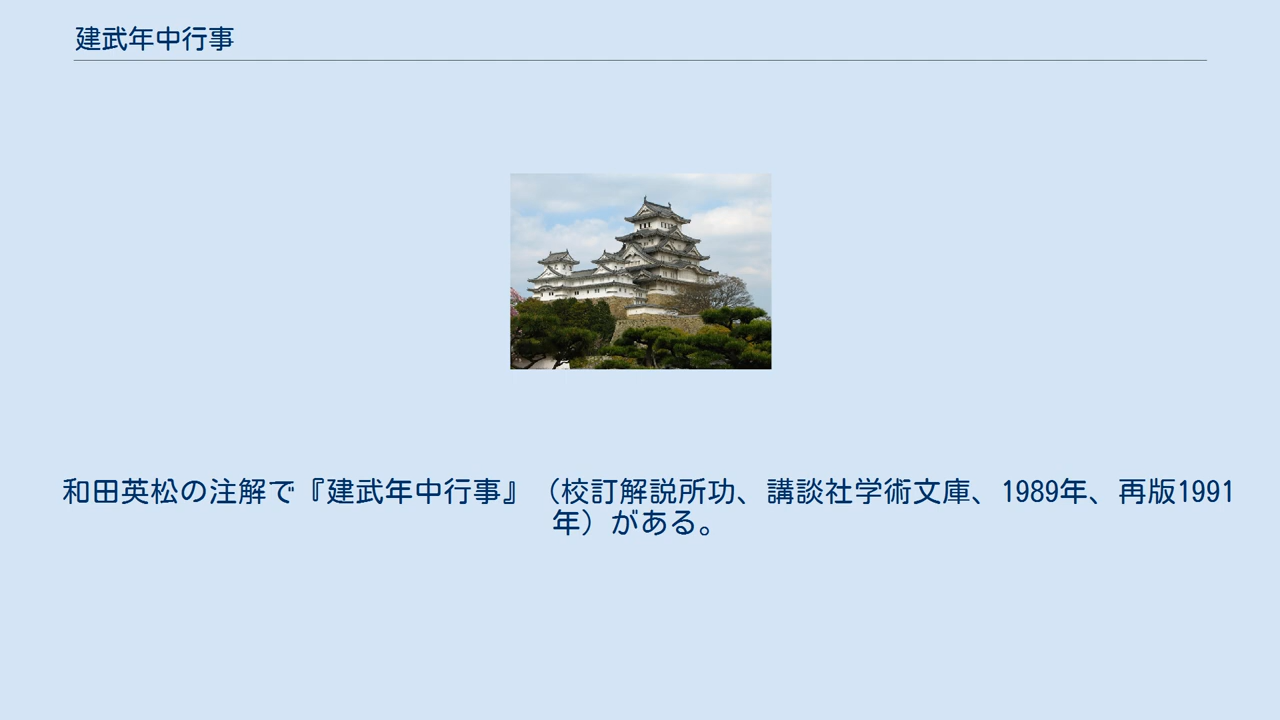 建武年中行事
和田英松の注解で『建武年中行事』（校訂解説所功、講談社学術文庫、1989年、再版1991
年）がある。